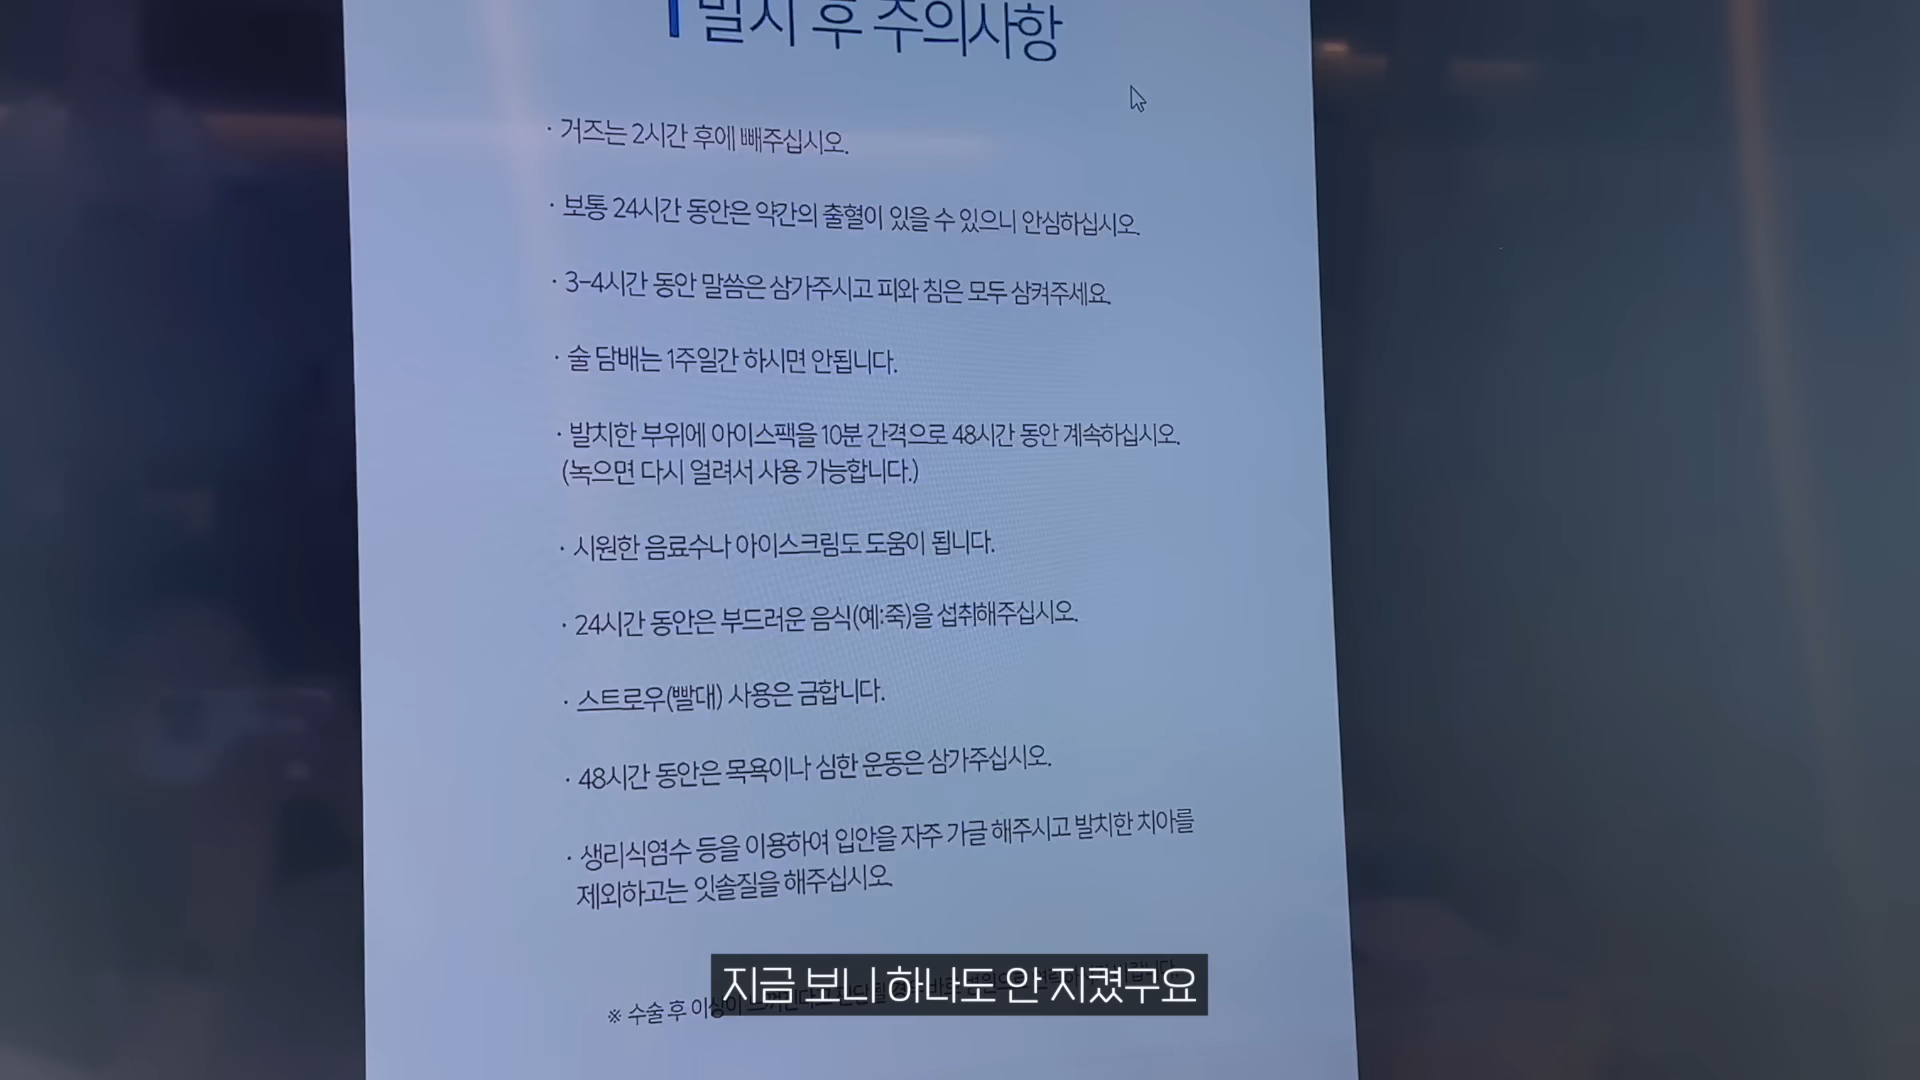 발치 후 주의사항
· 거즈는 2시간 후에 빼주십시오.
· 보통 24시간 동안은 약간의 출혈이 있을 수 있으니 안심하십시오.
· 3-4시간 동안 말씀은 삼가주시고 피와 침은 모두 삼켜주세요.
· 술 담배는 1주일간 하시면 안됩니다.
· 발치한 부위에 아이스팩을 10분 간격으로 48시간 동안 계속하십시오.
(녹으면 다시 얼려서 사용 가능합니다.)
· 시원한 음료수나 아이스크림도 도움이 됩니다.
· 24시간 동안은 부드러운 음식(예:죽)을 섭취해주십시오.
· 스트로우(빨대) 사용은 금합니다.
· 48시간 동안은 목욕이나 심한 운동은 삼가주십시오.
· 생리식염수 등을 이용하여 입안을 자주 가글 해주시고 발치한 치아를
제외하고는 잇솔질을 해주십시오.
※ 수술 후 이상이
지금 보니 하나도 안 지켰구요